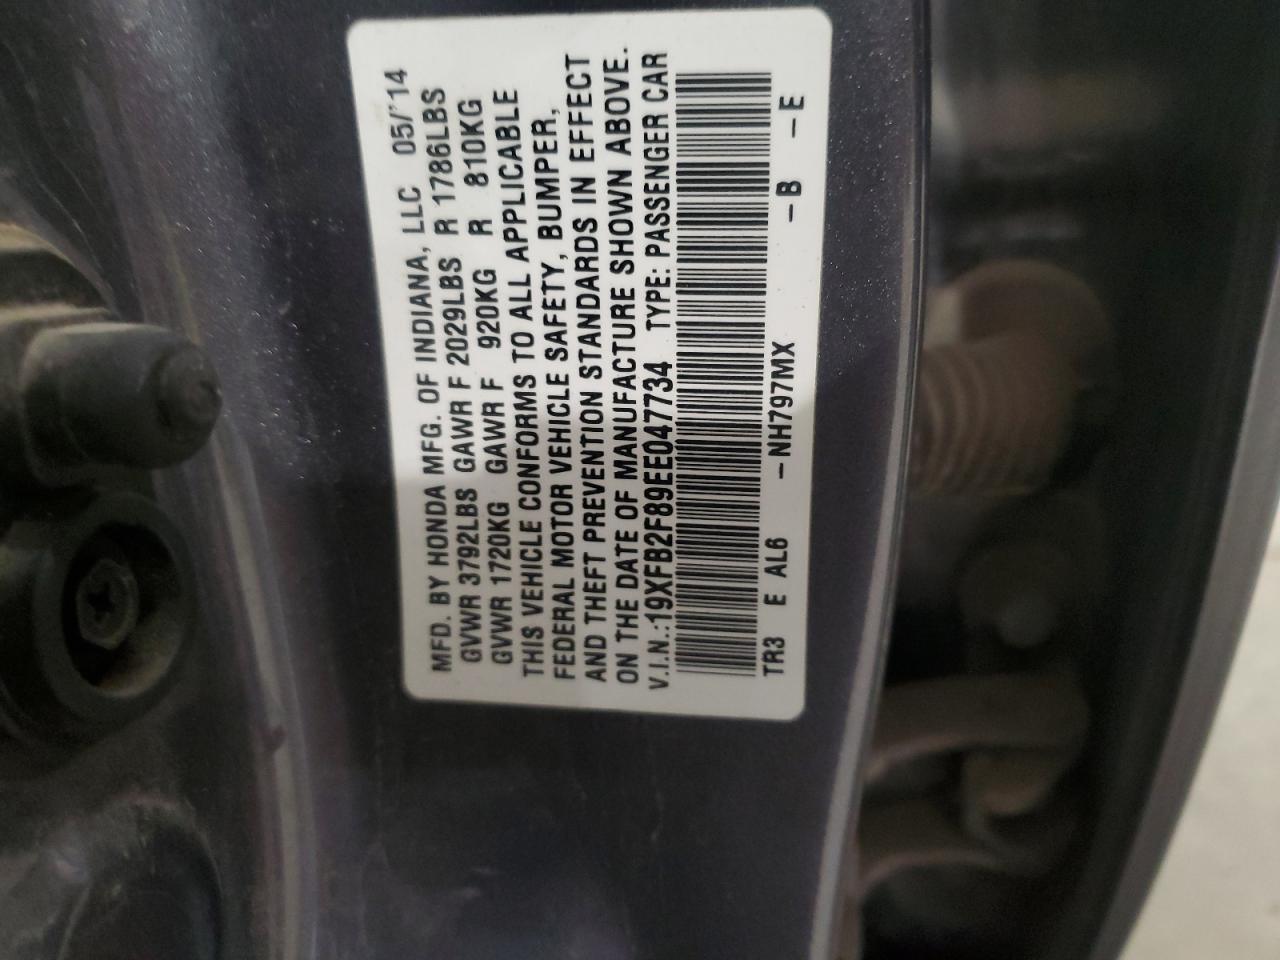 MFD. BY HONDA MFG. OF INDIANA, LLC 05/'14
GVWR 3792LBS GAWR F 2029LBS R 1786LBS
GVWR 1720KG GAWR F 920KG R 810KG
THIS VEHICLE CONFORMS TO ALL APPLICABLE
FEDERAL MOTOR VEHICLE SAFETY, BUMPER,
AND THEFT PREVENTION STANDARDS IN EFFECT
ON THE DATE OF MANUFACTURE SHOWN ABOVE.
V.I.N.:19XFB2F89EE047734 TYPE: PASSENGER CAR
TR3 E AL6 -NH797MX -B -E